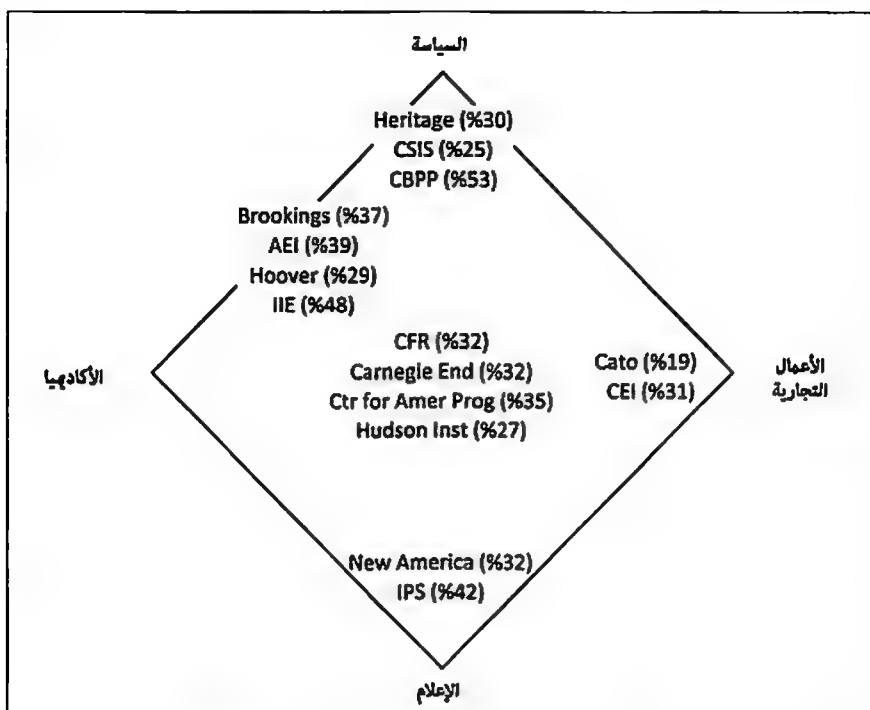 السياسة
Heritage (%30)
CSIS (%25)
CBPP (%53)
Brookings (%37)
AEI (%39)
Hoover (%29)
IIE (%48)
CFR (%32)
Carnegie End (%32)
Ctr for Amer Prog (%35)
Hudson Inst (%27)
Cato (%19)
CEI (%31)
الأعمال
التجارية
الأكاديميا
New America (%32)
IPS (%42)
الإعلام